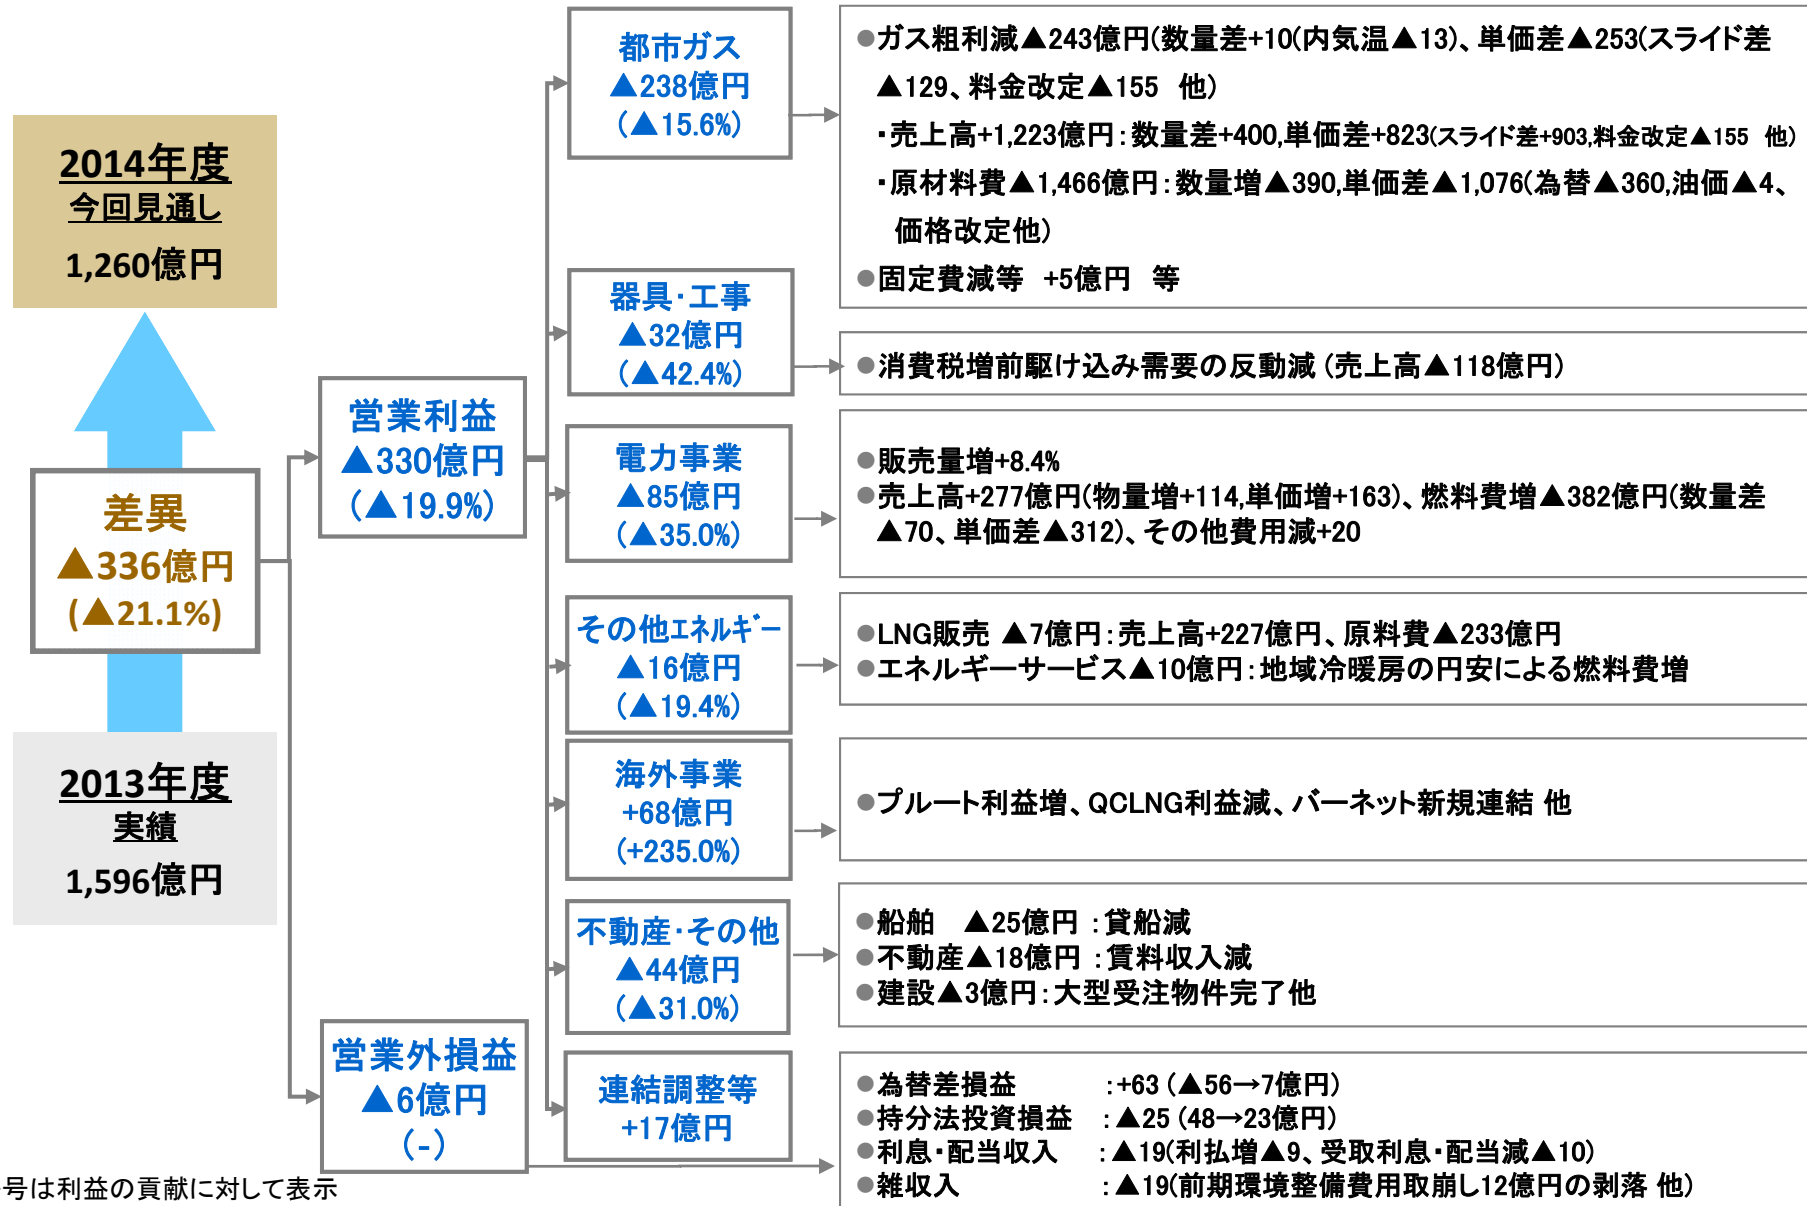 2014年度
今回見通し
1,260億円
差異
▲336億円
(▲21.1%)
2013年度
実績
1,596億円
営業利益
▲330億円
(▲19.9%)
営業外損益
▲6億円
(-)
都市ガス
▲238億円
(▲15.6%)
●ガス粗利減▲243億円(数量差+10(内気温▲13)、単価差▲253(スライド差
▲129、料金改定▲155 他)
・売上高+1,223億円:数量差+400,単価差+823(スライド差+903,料金改定▲155 他)
・原材料費▲1,466億円:数量増▲390,単価差▲1,076(為替▲360,油価▲4、
価格改定他)
●固定費減等 +5億円 等
器具・工事
▲32億円
(▲42.4%)
●消費税増前駆け込み需要の反動減(売上高▲118億円)
電力事業
▲85億円
(▲35.0%)
●販売量増+8.4%
●売上高+277億円(物量増+114,単価増+163)、燃料費増▲382億円(数量差
▲70、単価差▲312)、その他費用減+20
その他エネルギー
▲16億円
(▲19.4%)
●LNG販売 ▲7億円:売上高+227億円、原料費▲233億円
●エネルギーサービス▲10億円:地域冷暖房の円安による燃料費増
海外事業
+68億円
(+235.0%)
●プルート利益増、QCLNG利益減、バーネット新規連結 他
不動産・その他
▲44億円
(▲31.0%)
●船舶 ▲25億円 :貸船減
●不動産▲18億円 :賃料収入減
●建設▲3億円:大型受注物件完了他
連結調整等
+17億円
●為替差損益 :+63 (▲56→7億円)
●持分法投資損益 :▲25 (48→23億円)
●利息・配当収入 :▲19(利払増▲9、受取利息・配当減▲10)
●雑収入 :▲19(前期環境整備費用取崩し12億円の剥落 他)
号は利益の貢献に対して表示